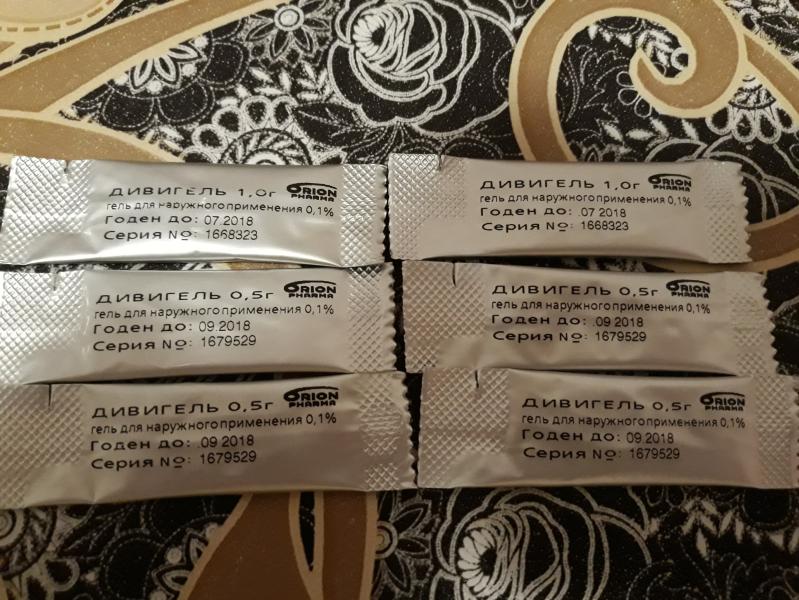 ДИВИГЕЛЬ 1,0г ORION PHARMA
гель для наружного применения 0,1%
Годен до: 07.2018
Серия №: 1668323
ДИВИГЕЛЬ 1,0г ORION PHARMA
гель для наружного применения 0,1%
Годен до: .07 2018
Серия №: 1668323
ДИВИГЕЛЬ 0,5г ORION PHARMA
гель для наружного применения 0,1%
Годен до: 09.2018
Серия №: 1679529
ДИВИГЕЛЬ 0,5г ORION PHARMA
гель для наружного применения 0,1%
Годен до: .09 2018
Серия №: 1679529
ДИВИГЕЛЬ 0,5г ORION PHARMA
гель для наружного применения 0,1%
Годен до: .09 2018
Серия №: 1679529
ДИВИГЕЛЬ 0,5г ORION PHARMA
гель для наружного применения 0,1%
Годен до: 09.2018
Серия №: 1679529